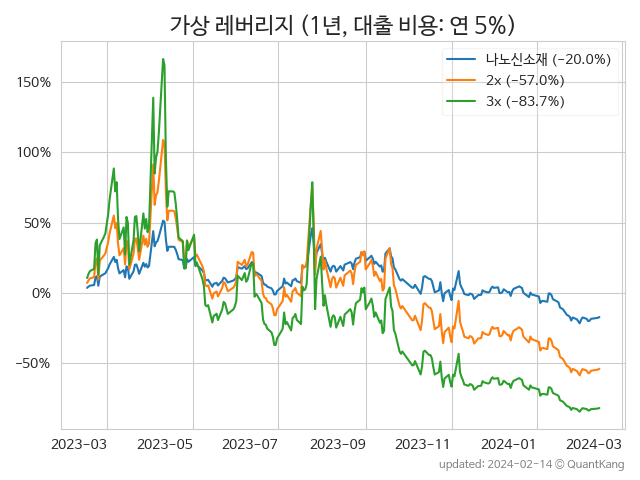 가상 레버리지 (1년, 대출 비용: 연 5%)
나노신소재 (−20.0%)
2x (−57.0%)
3x (−83.7%)
150%
100%
50%
0%
−50%
2023-03 2023-05 2023-07 2023-09 2023-11 2024-01 2024-03
updated: 2024-02-14 © QuantKang